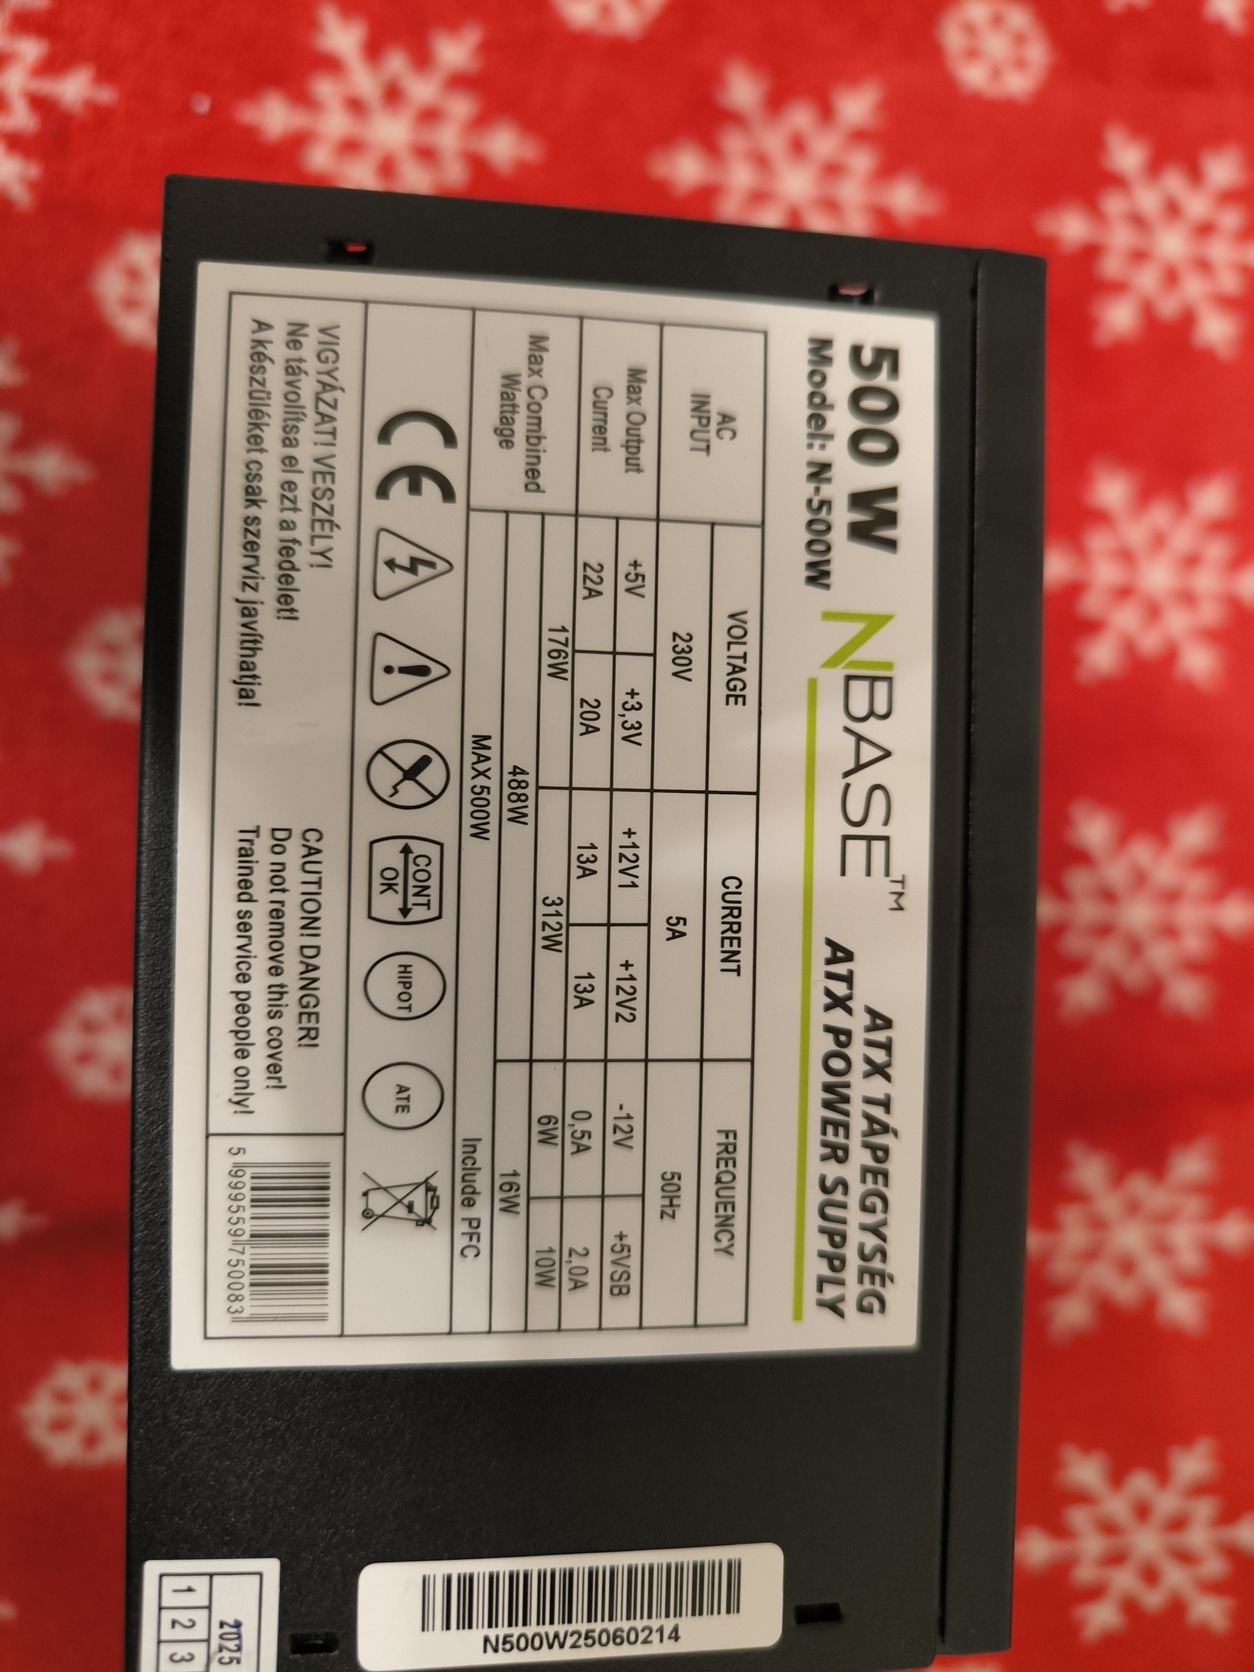 500 W
Model: N-500W
NBASE™
ATX TÁPEGYSÉG
ATX POWER SUPPLY
AC INPUT VOLTAGE CURRENT FREQUENCY
230V 5A 50Hz
Max Output Current +5V +3,3V +12V1 +12V2 -12V +5VSB
22A 20A 13A 13A 0,5A 2,0A
Max Combined Wattage 176W 312W 6W 10W
488W 16W
MAX 500W Include PFC
CE CONT OK HIPOT ATE
VIGYÁZAT! VESZÉLY!
Ne távolítsa el ezt a fedelet!
A készüléket csak szerviz javíthatja!
CAUTION! DANGER!
Do not remove this cover!
Trained service people only!
5 999559 750083
N500W25060214
2025
1 2 3